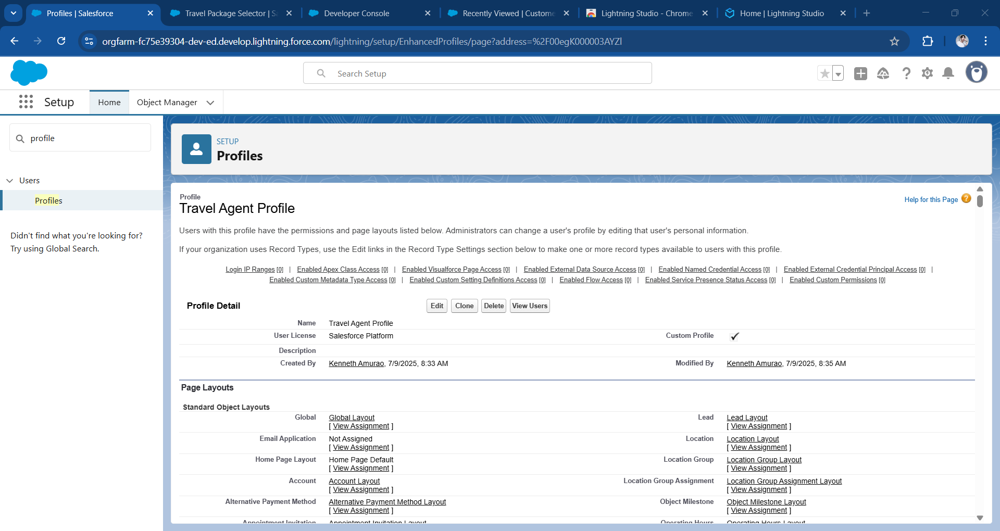 Profiles | Salesforce
Travel Package Selector | Sa
Developer Console
Recently Viewed | Custome
Lightning Studio - Chrome
Home | Lightning Studio
orgfarm-fc75e39304-dev-ed.develop.lightning.force.com/lightning/setup/EnhancedProfiles/page?address=%2F00egK000003AYZl
Search Setup
Setup
Home
Object Manager
profile
Users
Profiles
Didn't find what you're looking for?
Try using Global Search.
SETUP
Profiles
Profile
Travel Agent Profile
Help for this Page
Users with this profile have the permissions and page layouts listed below. Administrators can change a user's profile by editing that user's personal information.
If your organization uses Record Types, use the Edit links in the Record Type Settings section below to make one or more record types available to users with this profile.
Login IP Ranges [0] | Enabled Apex Class Access [0] | Enabled Visualforce Page Access [0] | Enabled External Data Source Access [0] | Enabled Named Credential Access [0] | Enabled External Credential Principal Access [0] |
Enabled Custom Metadata Type Access [0] | Enabled Custom Setting Definitions Access [0] | Enabled Flow Access [0] | Enabled Service Presence Status Access [0] | Enabled Custom Permissions [0]
Profile Detail
Edit Clone Delete View Users
Name Travel Agent Profile
User License Salesforce Platform Custom Profile
Description
Created By Kenneth Amurao, 7/9/2025, 8:33 AM Modified By Kenneth Amurao, 7/9/2025, 8:35 AM
Page Layouts
Standard Object Layouts
Global Global Layout Lead Lead Layout
[ View Assignment ] [ View Assignment ]
Email Application Not Assigned Location Location Layout
[ View Assignment ] [ View Assignment ]
Home Page Layout Home Page Default Location Group Location Group Layout
[ View Assignment ] [ View Assignment ]
Account Account Layout Location Group Assignment Location Group Assignment Layout
[ View Assignment ] [ View Assignment ]
Alternative Payment Method Alternative Payment Method Layout Object Milestone Object Milestone Layout
[ View Assignment ] [ View Assignment ]
Appointment Invitation Appointment Invitation Layout Operating Hours Operating Hours Layout